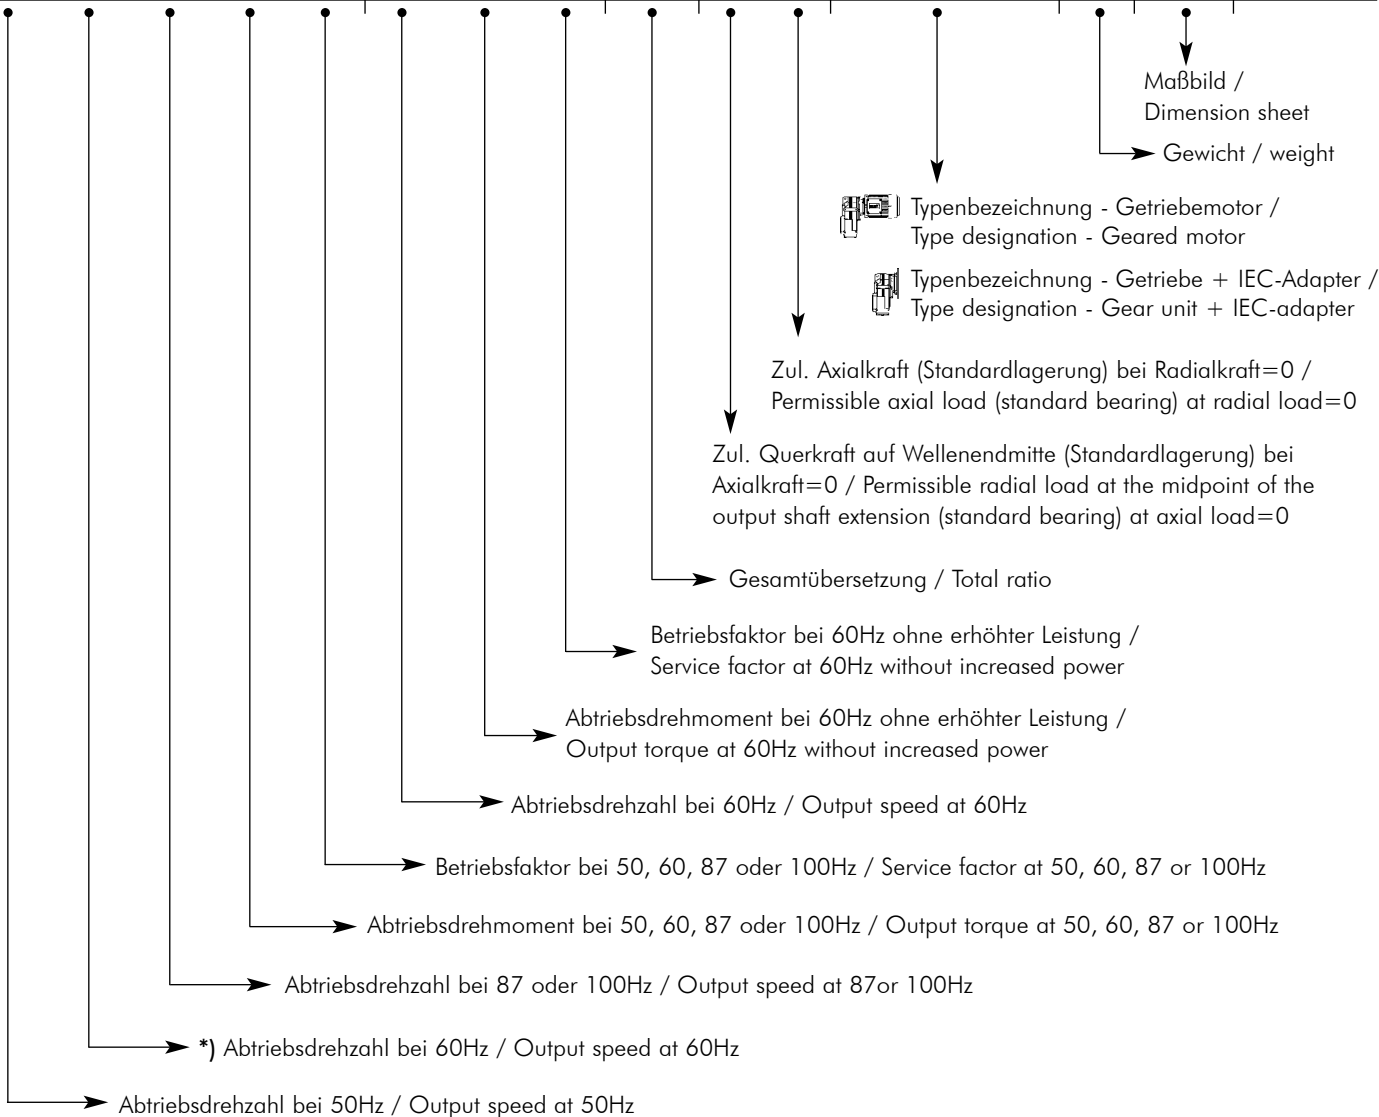 Maßbild /
Dimension sheet
Gewicht / weight
Typenbezeichnung - Getriebemotor /
Type designation - Geared motor
Typenbezeichnung - Getriebe + IEC-Adapter /
Type designation - Gear unit + IEC-adapter
Zul. Axialkraft (Standardlagerung) bei Radialkraft=0 /
Permissible axial load (standard bearing) at radial load=0
Zul. Querkraft auf Wellenendmitte (Standardlagerung) bei
Axialkraft=0 / Permissible radial load at the midpoint of the
output shaft extension (standard bearing) at axial load=0
Gesamtübersetzung / Total ratio
Betriebsfaktor bei 60Hz ohne erhöhter Leistung /
Service factor at 60Hz without increased power
Abtriebsdrehmoment bei 60Hz ohne erhöhter Leistung /
Output torque at 60Hz without increased power
Abtriebsdrehzahl bei 60Hz / Output speed at 60Hz
Betriebsfaktor bei 50, 60, 87 oder 100Hz / Service factor at 50, 60, 87 or 100Hz
Abtriebsdrehmoment bei 50, 60, 87 oder 100Hz / Output torque at 50, 60, 87 or 100Hz
Abtriebsdrehzahl bei 87 oder 100Hz / Output speed at 87or 100Hz
*) Abtriebsdrehzahl bei 60Hz / Output speed at 60Hz
Abtriebsdrehzahl bei 50Hz / Output speed at 50Hz